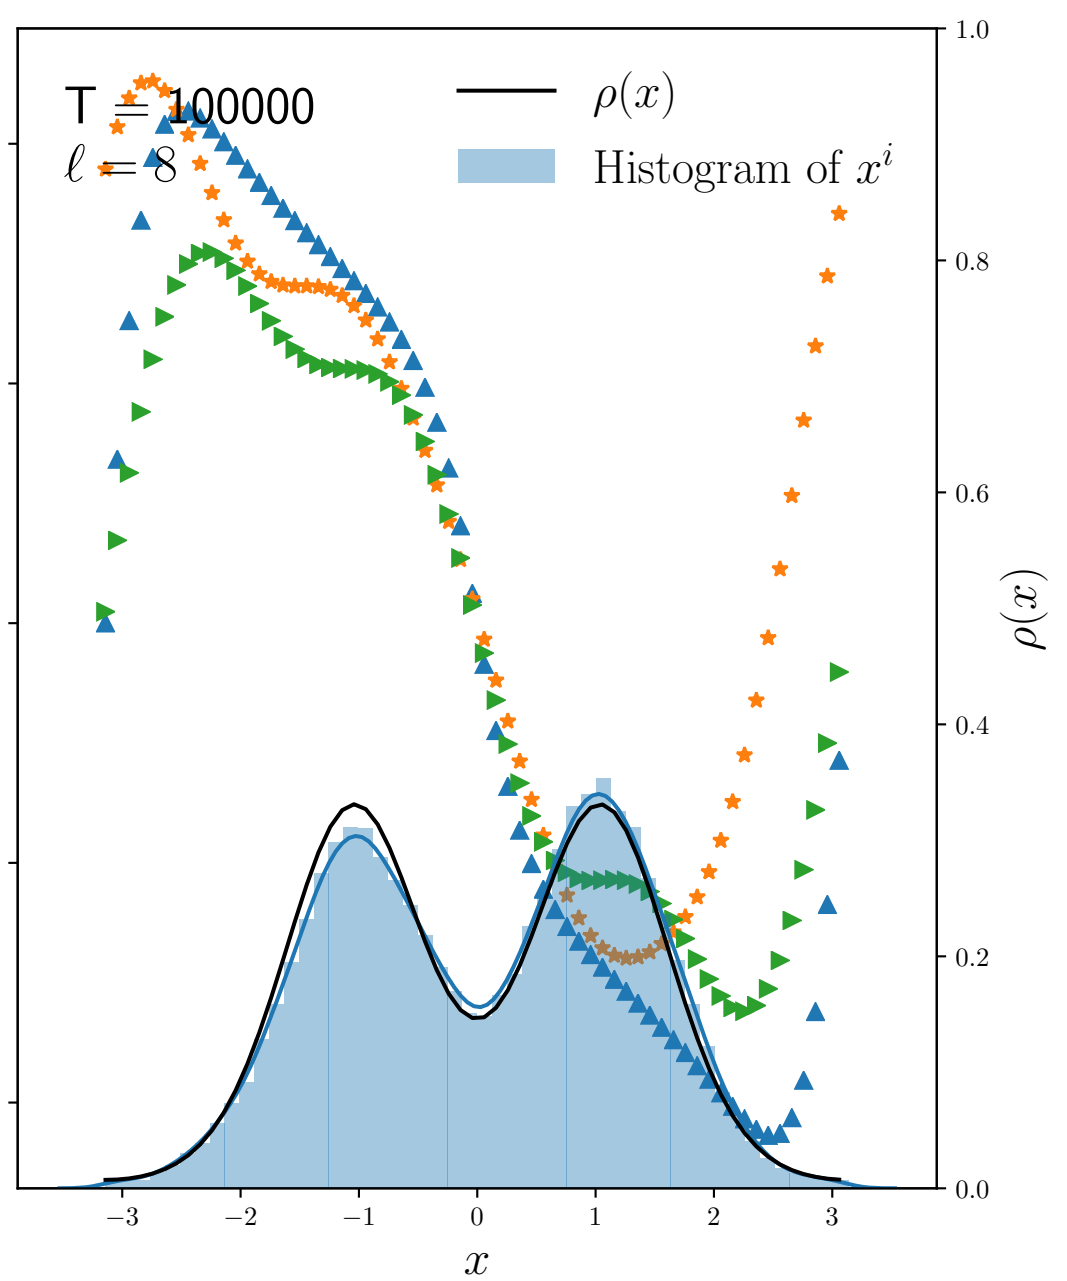 T = 100000
ℓ = 8
ρ(x)
Histogram of xⁱ
1.0
0.8
0.6
0.4
0.2
0.0
ρ(x)
−3 −2 −1 0 1 2 3
x